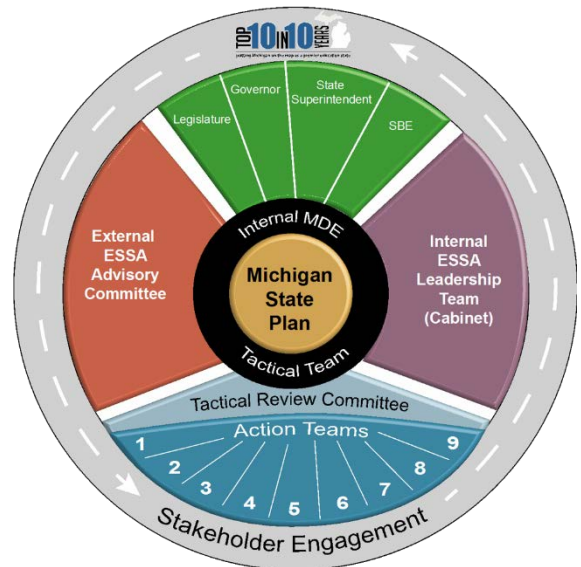 TOP 10 IN 10 YEARS
Legislature
Governor
State
Superintendent
SBE
External
ESSA
Advisory
Committee
Internal MDE
Michigan
State
Plan
Tactical Team
Internal
ESSA
Leadership
Team
(Cabinet)
Tactical Review Committee
Action Teams
1
2
3
4
5
6
7
8
9
Stakeholder Engagement